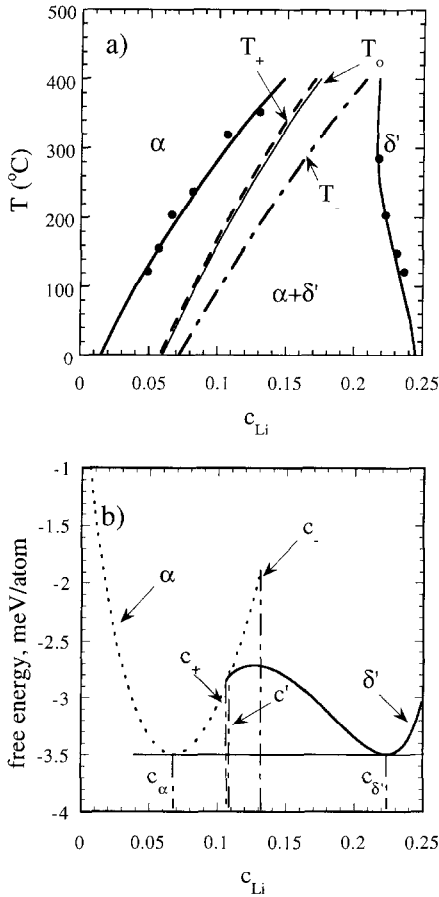 500
a)
T+
To
400
α
δ'
300
T (°C)
200
T-
100
α+δ'
0
0 0.05 0.1 0.15 0.2 0.25
cLi
-1
b)
-1.5
α
c-
-2
free energy, meV/atom
-2.5
c+
c'
δ'
-3
-3.5
cα
cδ'
-4
0 0.05 0.1 0.15 0.2 0.25
cLi